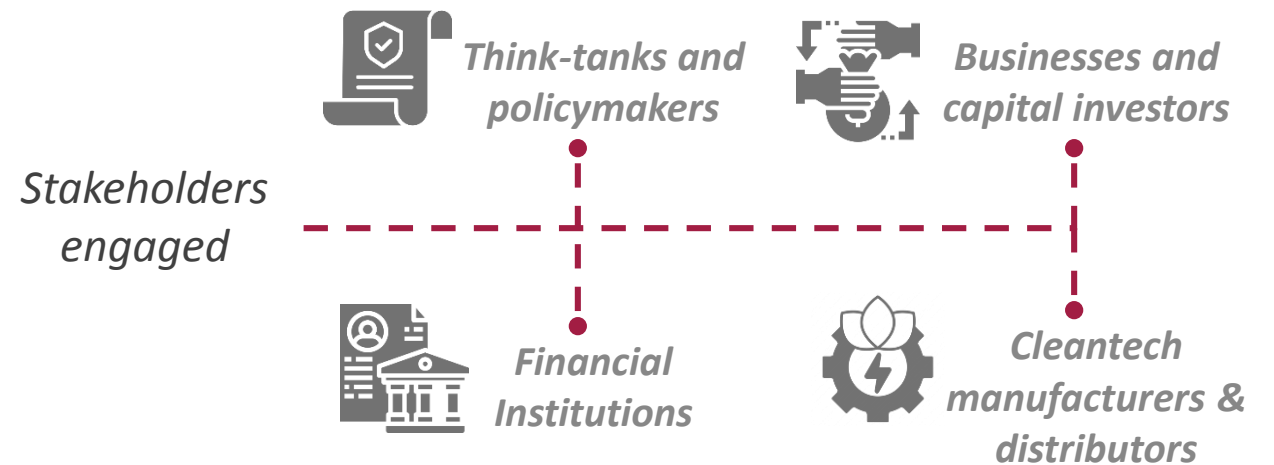 Think-tanks and
policymakers
Businesses and
capital investors
Stakeholders
engaged
Financial
Institutions
Cleantech
manufacturers &
distributors